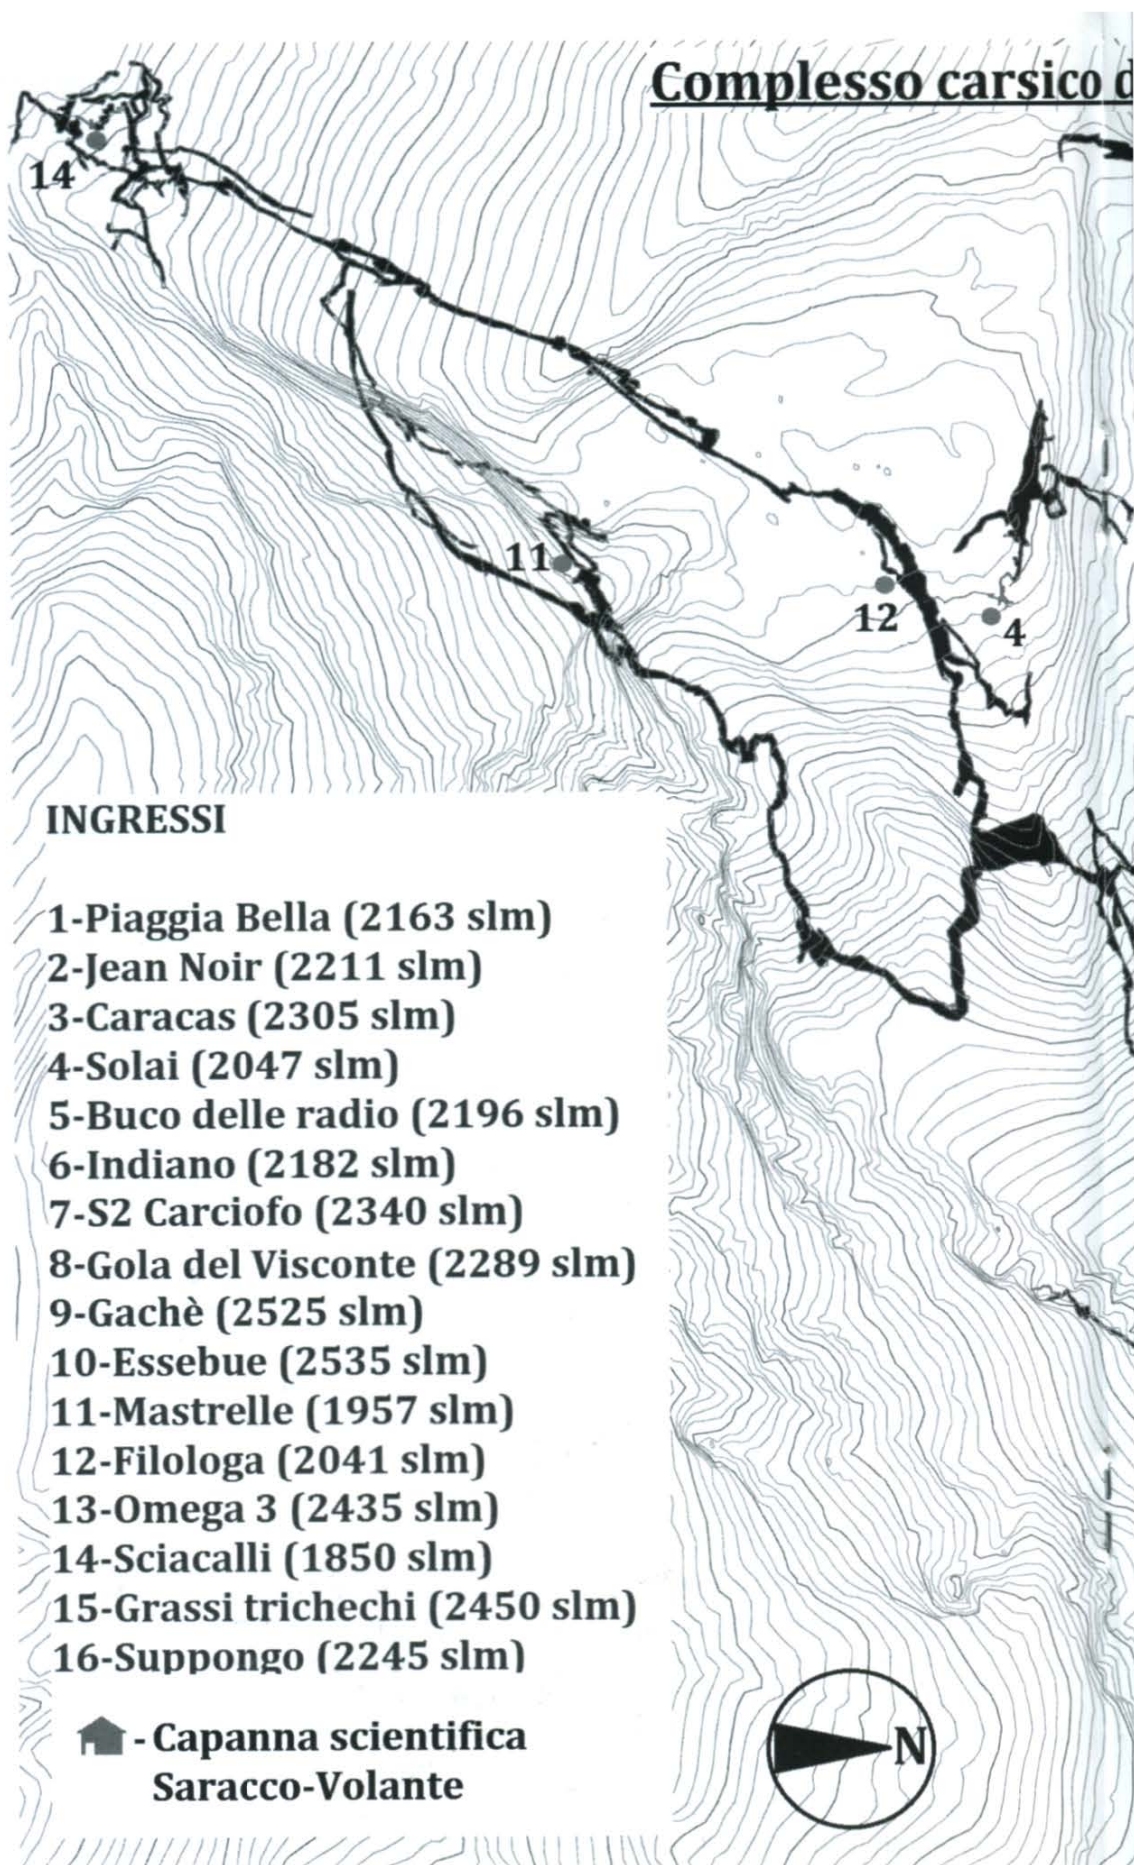 Complesso carsico d
14
11
12
4
INGRESSI
1-Piaggia Bella (2163 slm)
2-Jean Noir (2211 slm)
3-Caracas (2305 slm)
4-Solai (2047 slm)
5-Buco delle radio (2196 slm)
6-Indiano (2182 slm)
7-S2 Carciofo (2340 slm)
8-Gola del Visconte (2289 slm)
9-Gachè (2525 slm)
10-Essebue (2535 slm)
11-Mastrelle (1957 slm)
12-Filologa (2041 slm)
13-Omega 3 (2435 slm)
14-Sciacalli (1850 slm)
15-Grassi trichechi (2450 slm)
16-Suppongo (2245 slm)
- Capanna scientifica
Saracco-Volante
N